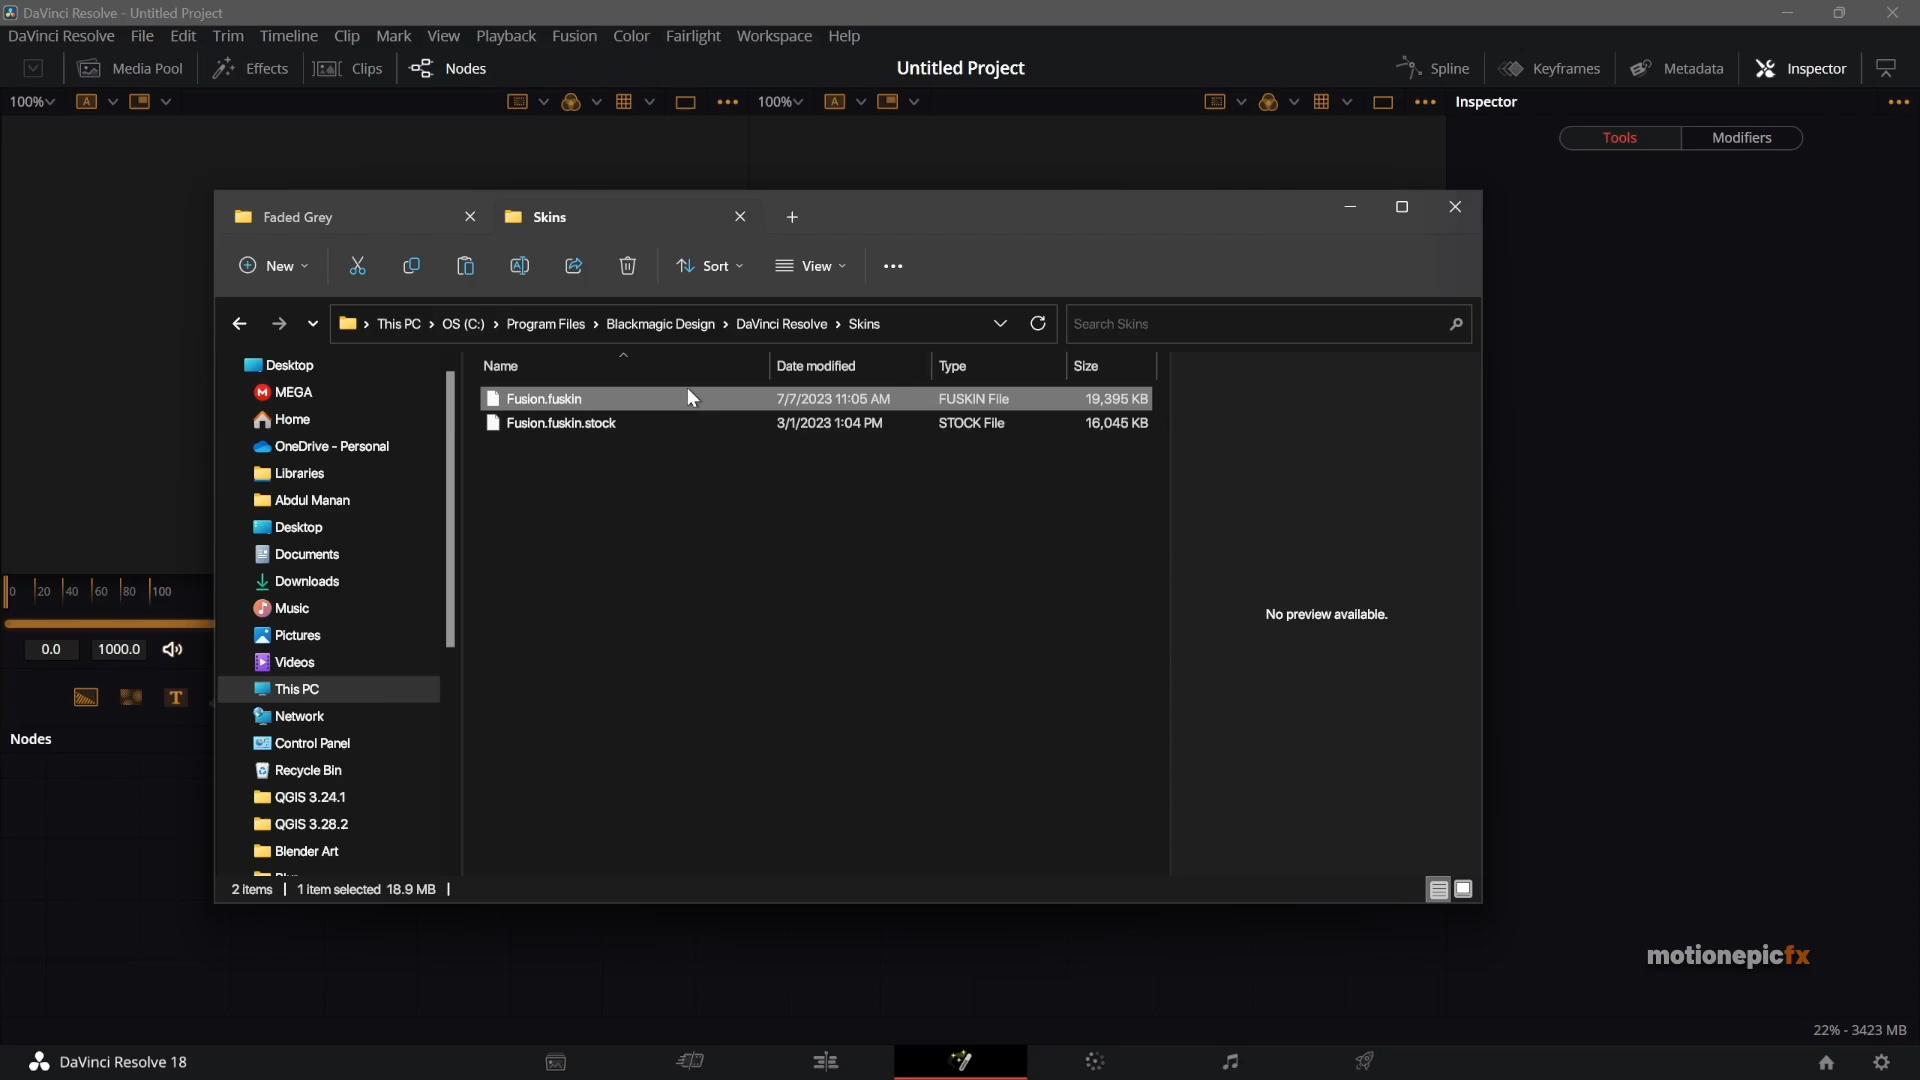 DaVinci Resolve - Untitled Project
DaVinci Resolve File Edit Trim Timeline Clip Mark View Playback Fusion Color Fairlight Workspace Help
Media Pool Effects Clips Nodes Untitled Project Spline Keyframes Metadata Inspector
100% A 100% A Inspector
Tools Modifiers
Faded Grey Skins
New Sort View
This PC OS (C:) Program Files Blackmagic Design DaVinci Resolve Skins Search Skins
Name Date modified Type Size
Fusion.fuskin 7/7/2023 11:05 AM FUSKIN File 19,395 KB
Fusion.fuskin.stock 3/1/2023 1:04 PM STOCK File 16,045 KB
Desktop
MEGA
Home
OneDrive - Personal
Libraries
Abdul Manan
Desktop
Documents
Downloads
Music
Pictures
Videos
This PC
Network
Control Panel
Recycle Bin
QGIS 3.24.1
QGIS 3.28.2
Blender Art
No preview available.
2 items 1 item selected 18.9 MB
0 20 40 60 80 100
0.0 1000.0
T
Nodes
motionepicfx
22% - 3423 MB
DaVinci Resolve 18